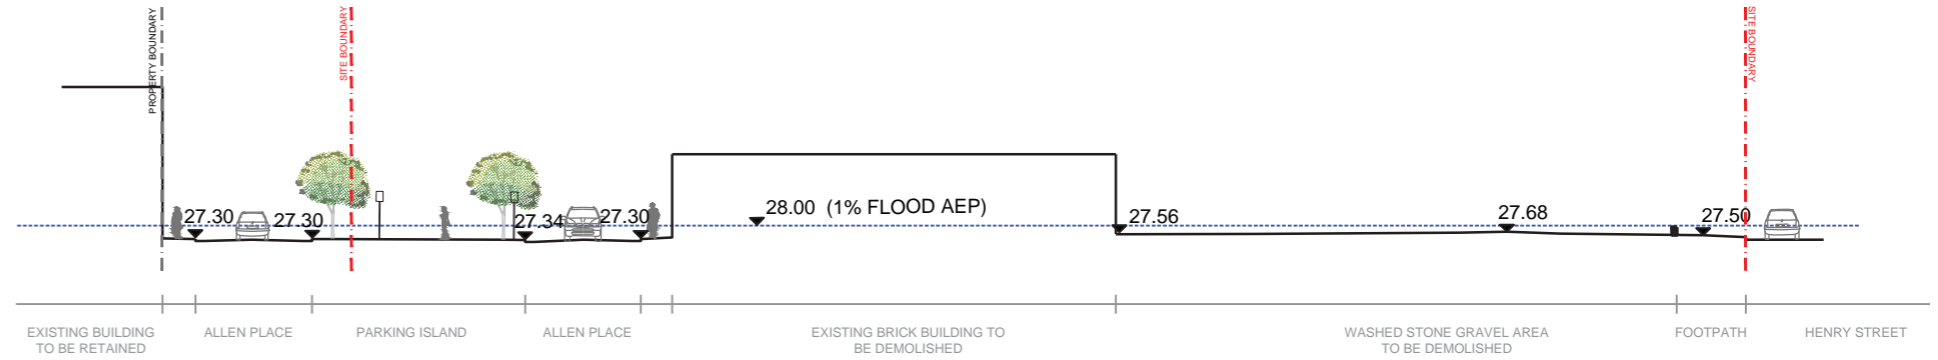 PROPERTY BOUNDARY
SITE BOUNDARY
SITE BOUNDARY
27.30
27.30
27.34
27.30
28.00 (1% FLOOD AEP)
27.56
27.68
27.50
EXISTING BUILDING
TO BE RETAINED
ALLEN PLACE
PARKING ISLAND
ALLEN PLACE
EXISTING BRICK BUILDING TO
BE DEMOLISHED
WASHED STONE GRAVEL AREA
TO BE DEMOLISHED
FOOTPATH
HENRY STREET